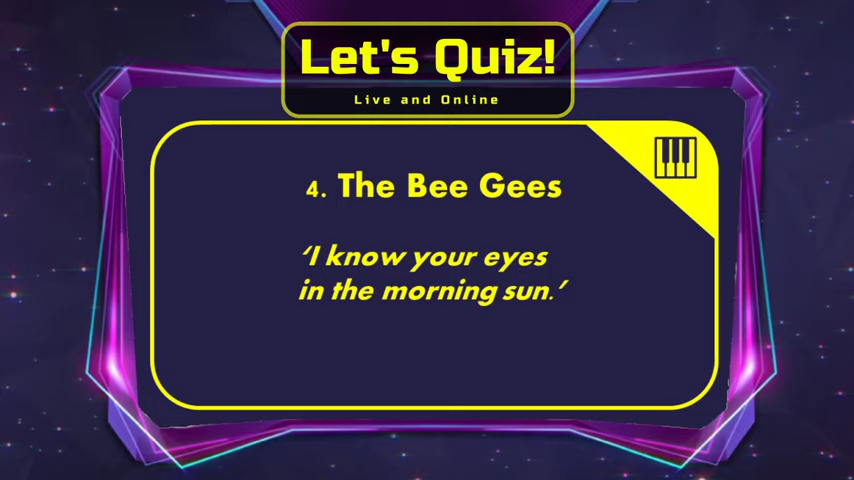 Let's Quiz!
Live and Online
4. The Bee Gees
‘I know your eyes
in the morning sun.’